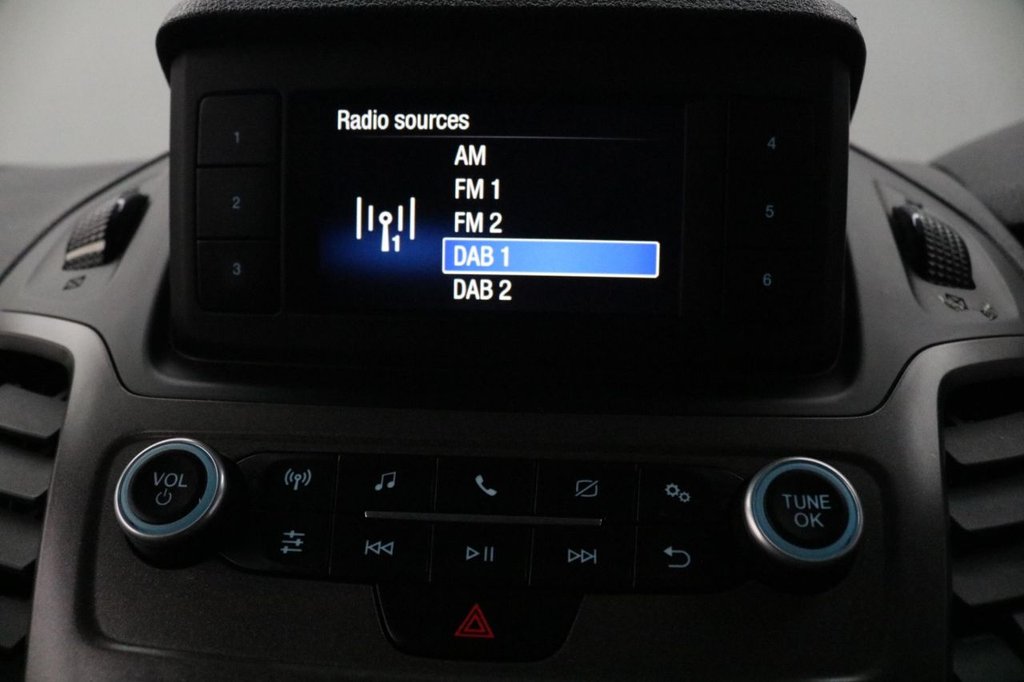 Radio sources
AM
FM 1
FM 2
DAB 1
DAB 2
1
1
2
3
4
5
6
VOL
TUNE
OK